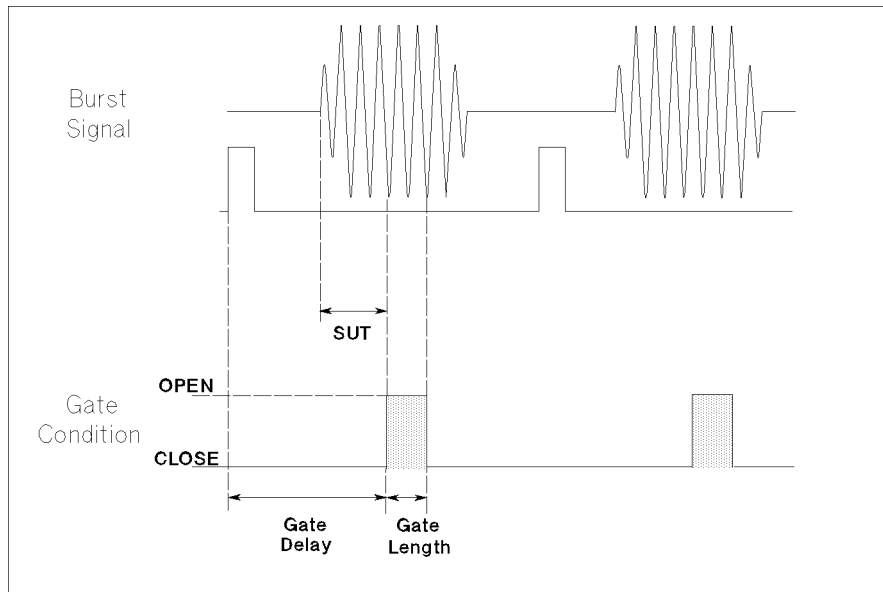 Burst
Signal
SUT
OPEN
Gate
Condition
CLOSE
Gate
Delay
Gate
Length